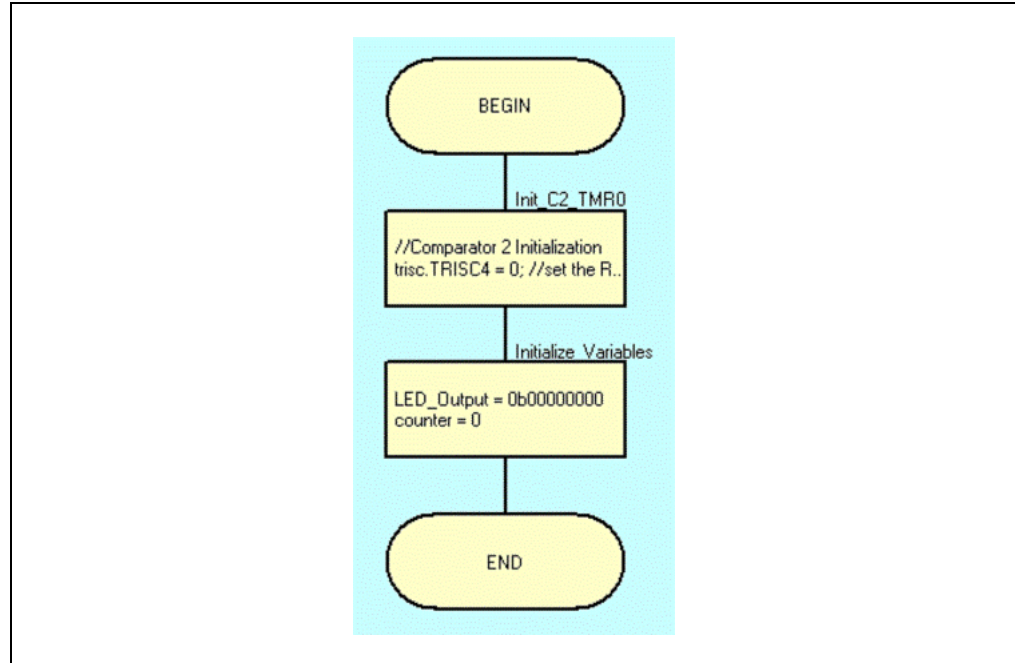 BEGIN
Init_C2_TMR0
//Comparator 2 Initialization
trisc.TRISC4 = 0; //set the R..
Initialize_Variables
LED_Output = 0b00000000
counter = 0
END